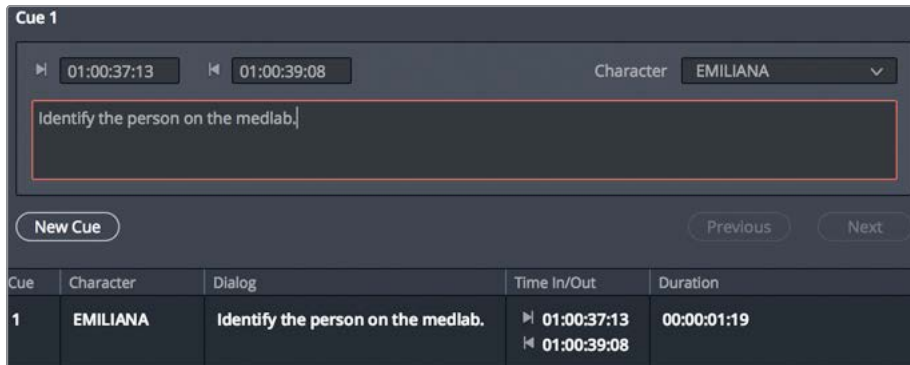 Cue 1
01:00:37:13 01:00:39:08 Character EMILIANA
Identify the person on the medlab.
New Cue Previous Next
Cue Character Dialog Time In/Out Duration
1 EMILIANA Identify the person on the medlab. 01:00:37:13 00:00:01:19
01:00:39:08